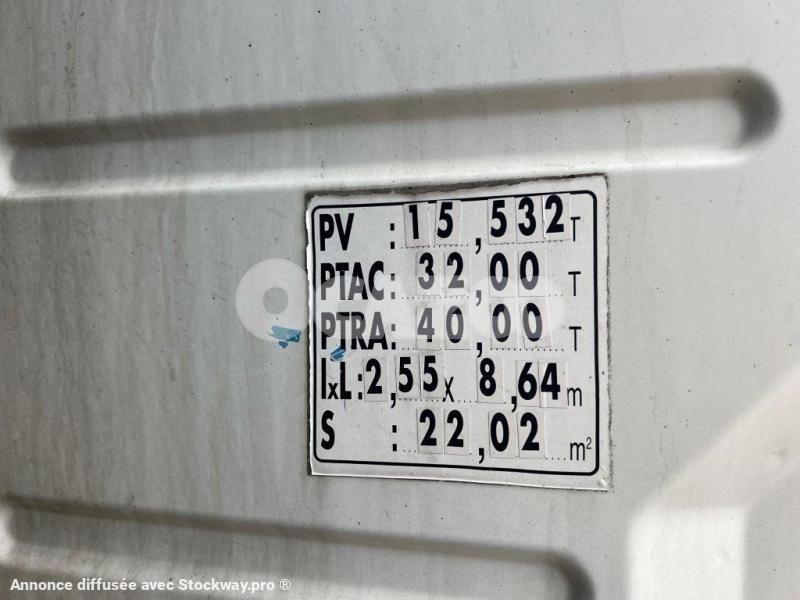 PV : 15,532 T
PTAC: 32,00 T
PTRA: 40,00 T
lxL: 2,55 x 8,64 m
S : 22,02 m²
Annonce diffusée avec Stockway.pro ®